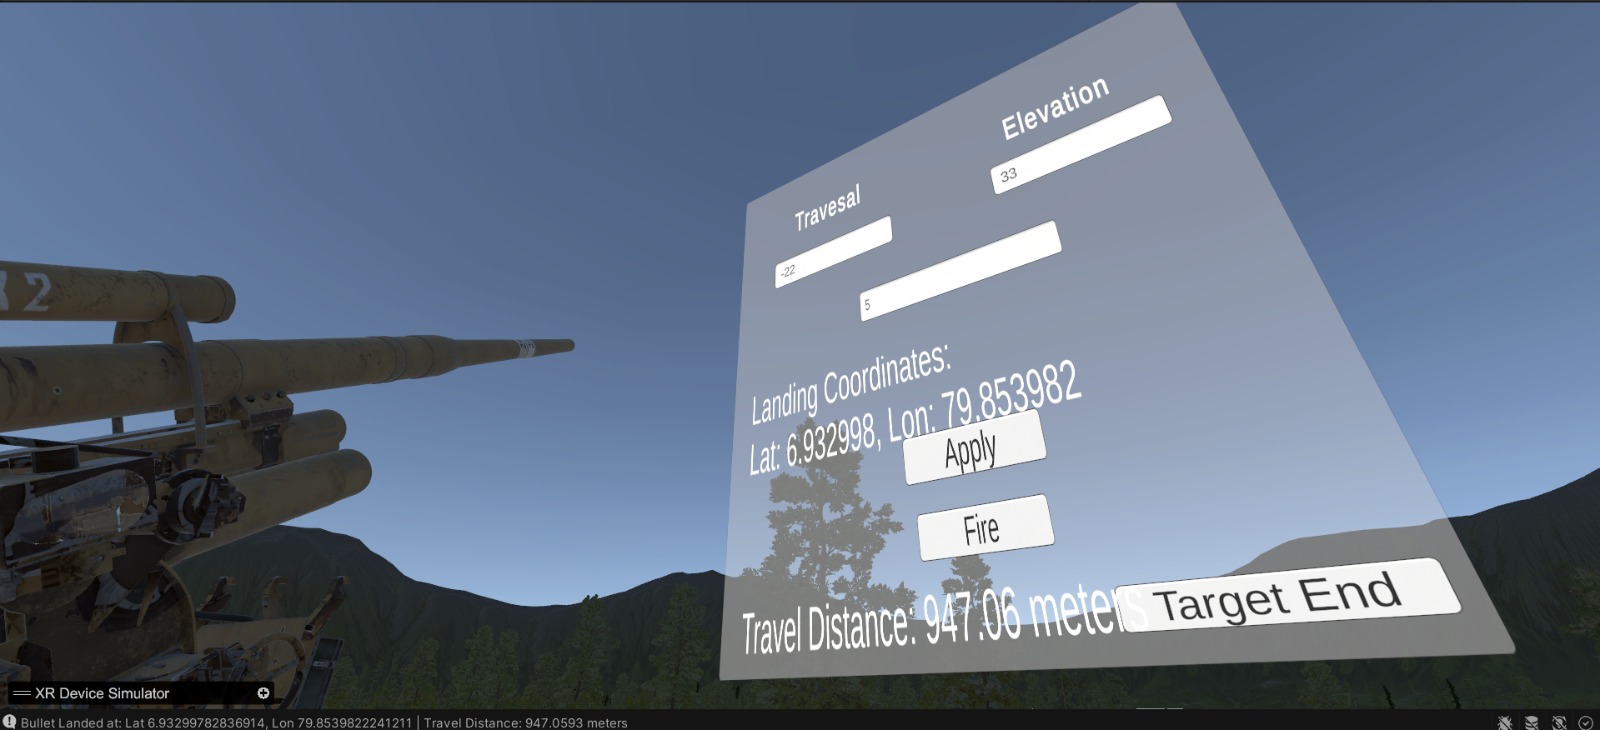 Elevation
33
Travesal
-22
5
Landing Coordinates:
Lat: 6.932998, Lon: 79.853982
Apply
Fire
Travel Distance: 947.06 meters
Target End
2
XR Device Simulator
Bullet Landed at: Lat 6.93299782836914, Lon 79.8539822241211 | Travel Distance: 947.0593 meters